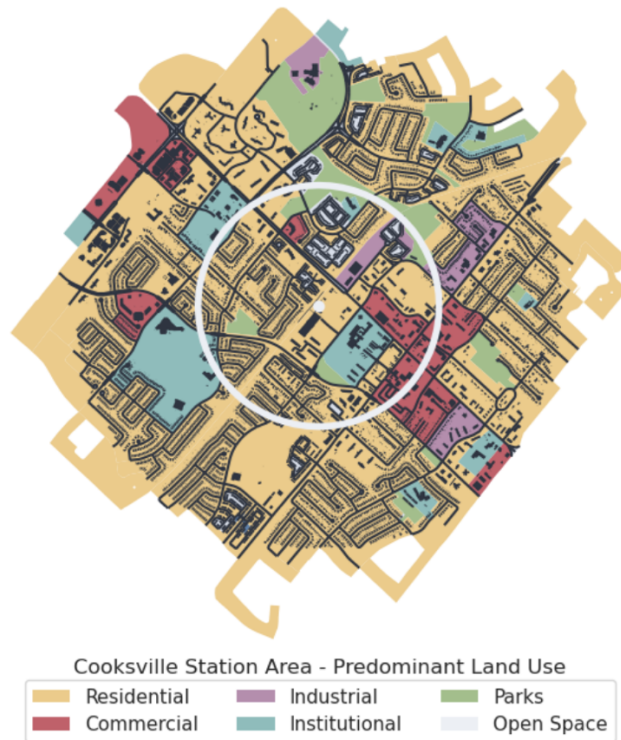 Cooksville Station Area - Predominant Land Use
Residential Industrial Parks
Commercial Institutional Open Space